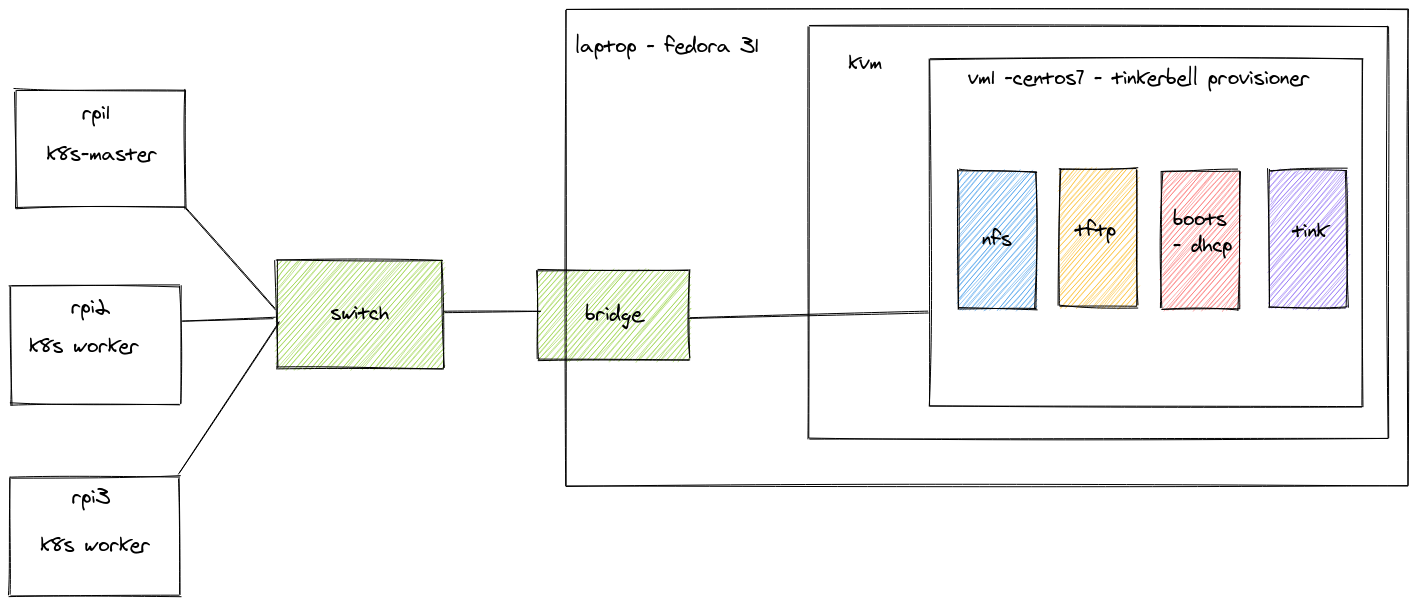 laptop - fedora 31
kvm
vm1 -centos7 - tinkerbell provisioner
rpi1
k8s-master
rpi2
k8s worker
rpi3
k8s worker
switch
bridge
nfs
tftp
boots
- dhcp
tink